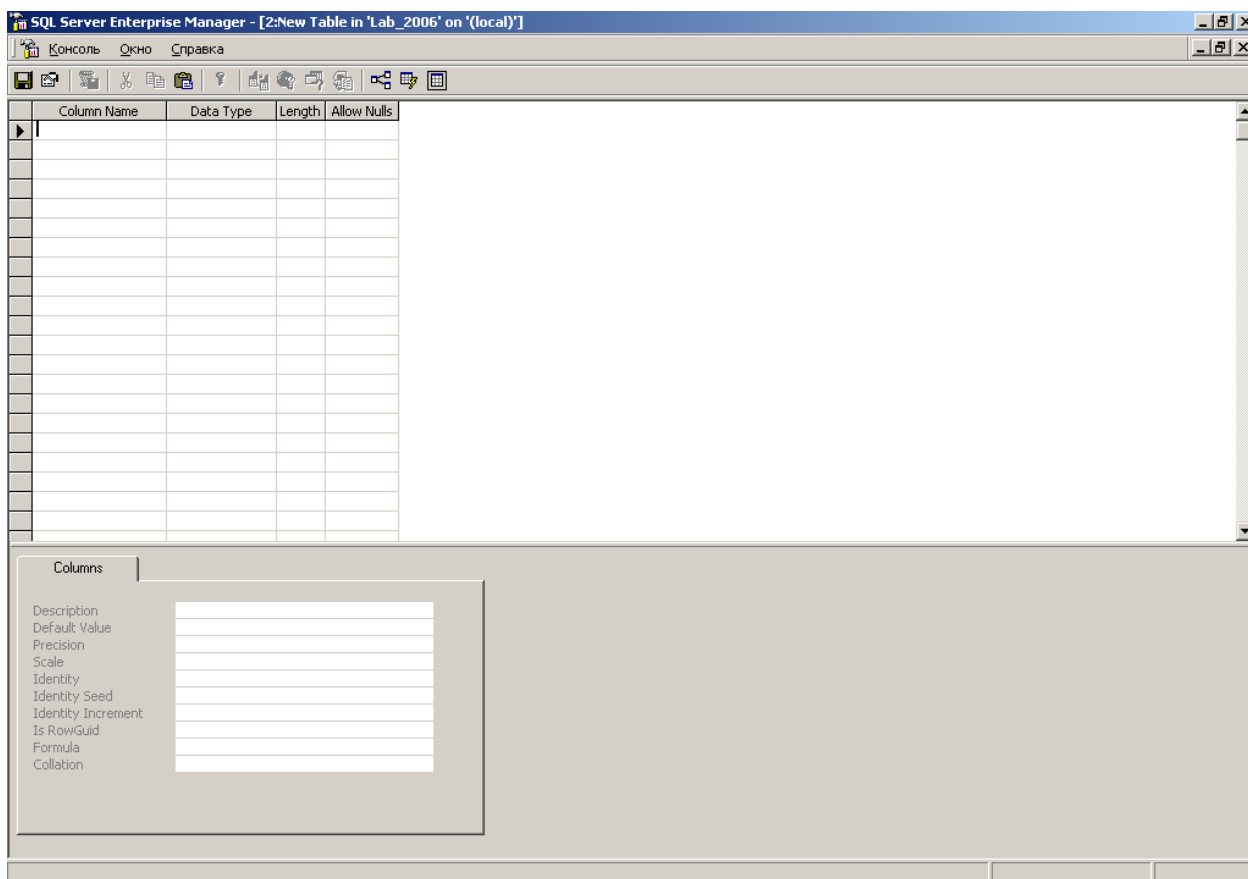 SQL Server Enterprise Manager - [2:New Table in 'Lab_2006' on '(local)']
Консоль Окно Справка
Column Name Data Type Length Allow Nulls
Columns
Description
Default Value
Precision
Scale
Identity
Identity Seed
Identity Increment
Is RowGuid
Formula
Collation